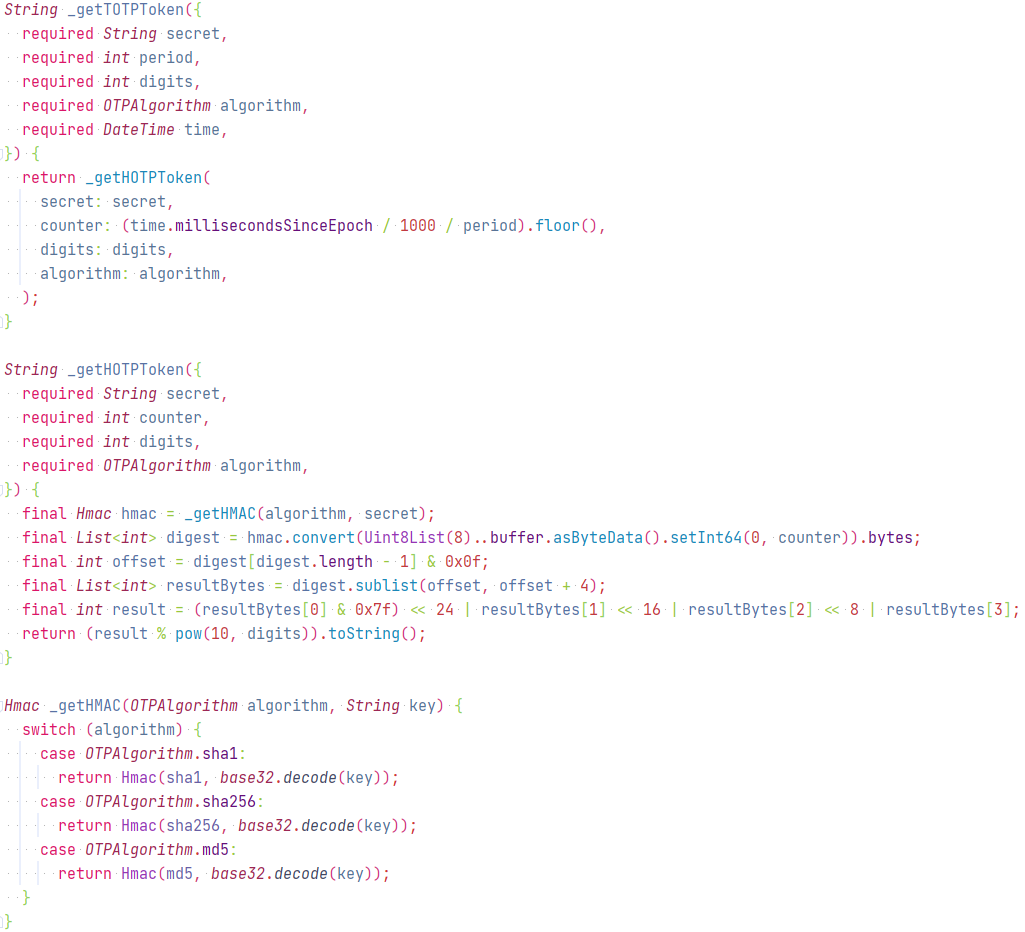 String _getTOTPToken({
  required String secret,
  required int period,
  required int digits,
  required OTPAlgorithm algorithm,
  required DateTime time,
}) {
  return _getHOTPToken(
    secret: secret,
    counter: (time.millisecondsSinceEpoch / 1000 / period).floor(),
    digits: digits,
    algorithm: algorithm,
  );
}

String _getHOTPToken({
  required String secret,
  required int counter,
  required int digits,
  required OTPAlgorithm algorithm,
}) {
  final Hmac hmac = _getHMAC(algorithm, secret);
  final List<int> digest = hmac.convert(Uint8List(8)..buffer.asByteData().setInt64(0, counter)).bytes;
  final int offset = digest[digest.length - 1] & 0x0f;
  final List<int> resultBytes = digest.sublist(offset, offset + 4);
  final int result = (resultBytes[0] & 0x7f) << 24 | resultBytes[1] << 16 | resultBytes[2] << 8 | resultBytes[3];
  return (result % pow(10, digits)).toString();
}

Hmac _getHMAC(OTPAlgorithm algorithm, String key) {
  switch (algorithm) {
    case OTPAlgorithm.sha1:
      return Hmac(sha1, base32.decode(key));
    case OTPAlgorithm.sha256:
      return Hmac(sha256, base32.decode(key));
    case OTPAlgorithm.md5:
      return Hmac(md5, base32.decode(key));
  }
}